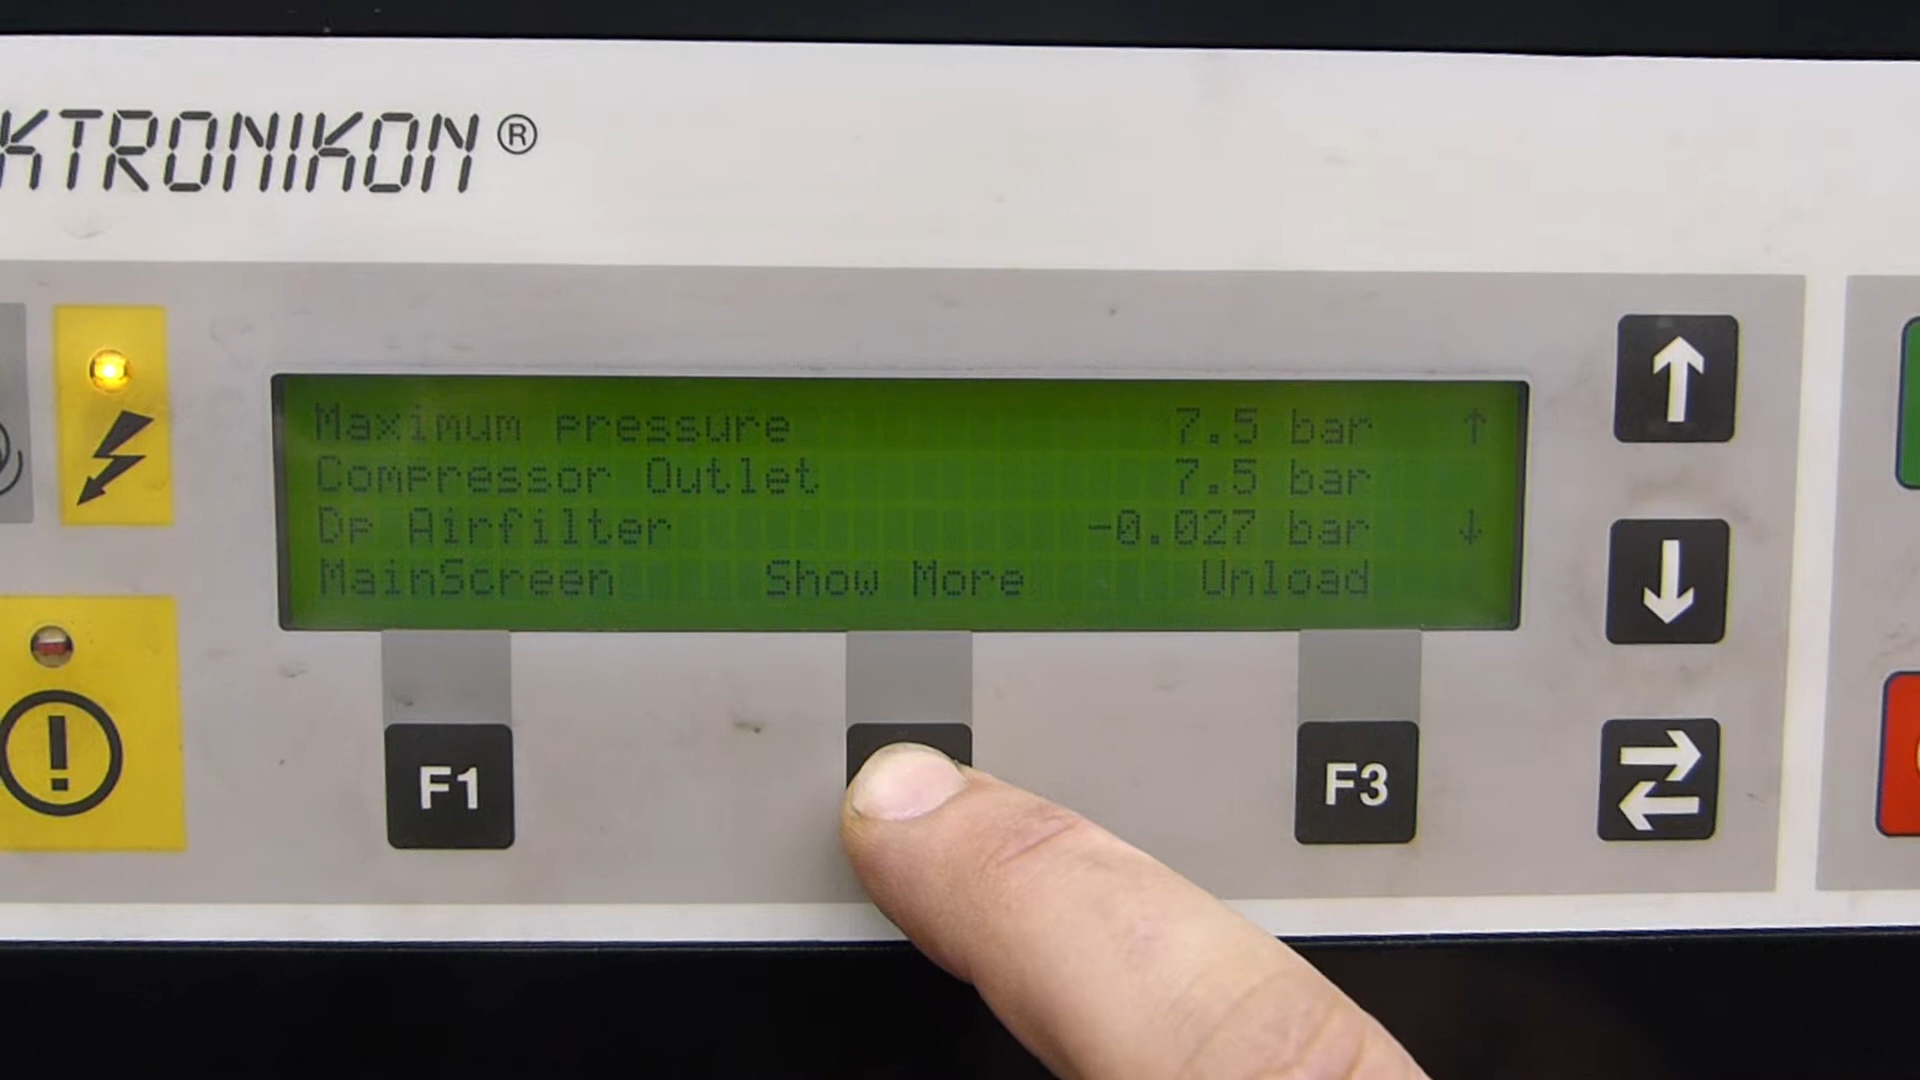 KTRONIKON®
Maximum pressure 7.5 bar ↑
Compressor Outlet 7.5 bar
Dp Airfilter -0.027 bar ↓
MainScreen Show More Unload
F1
F3